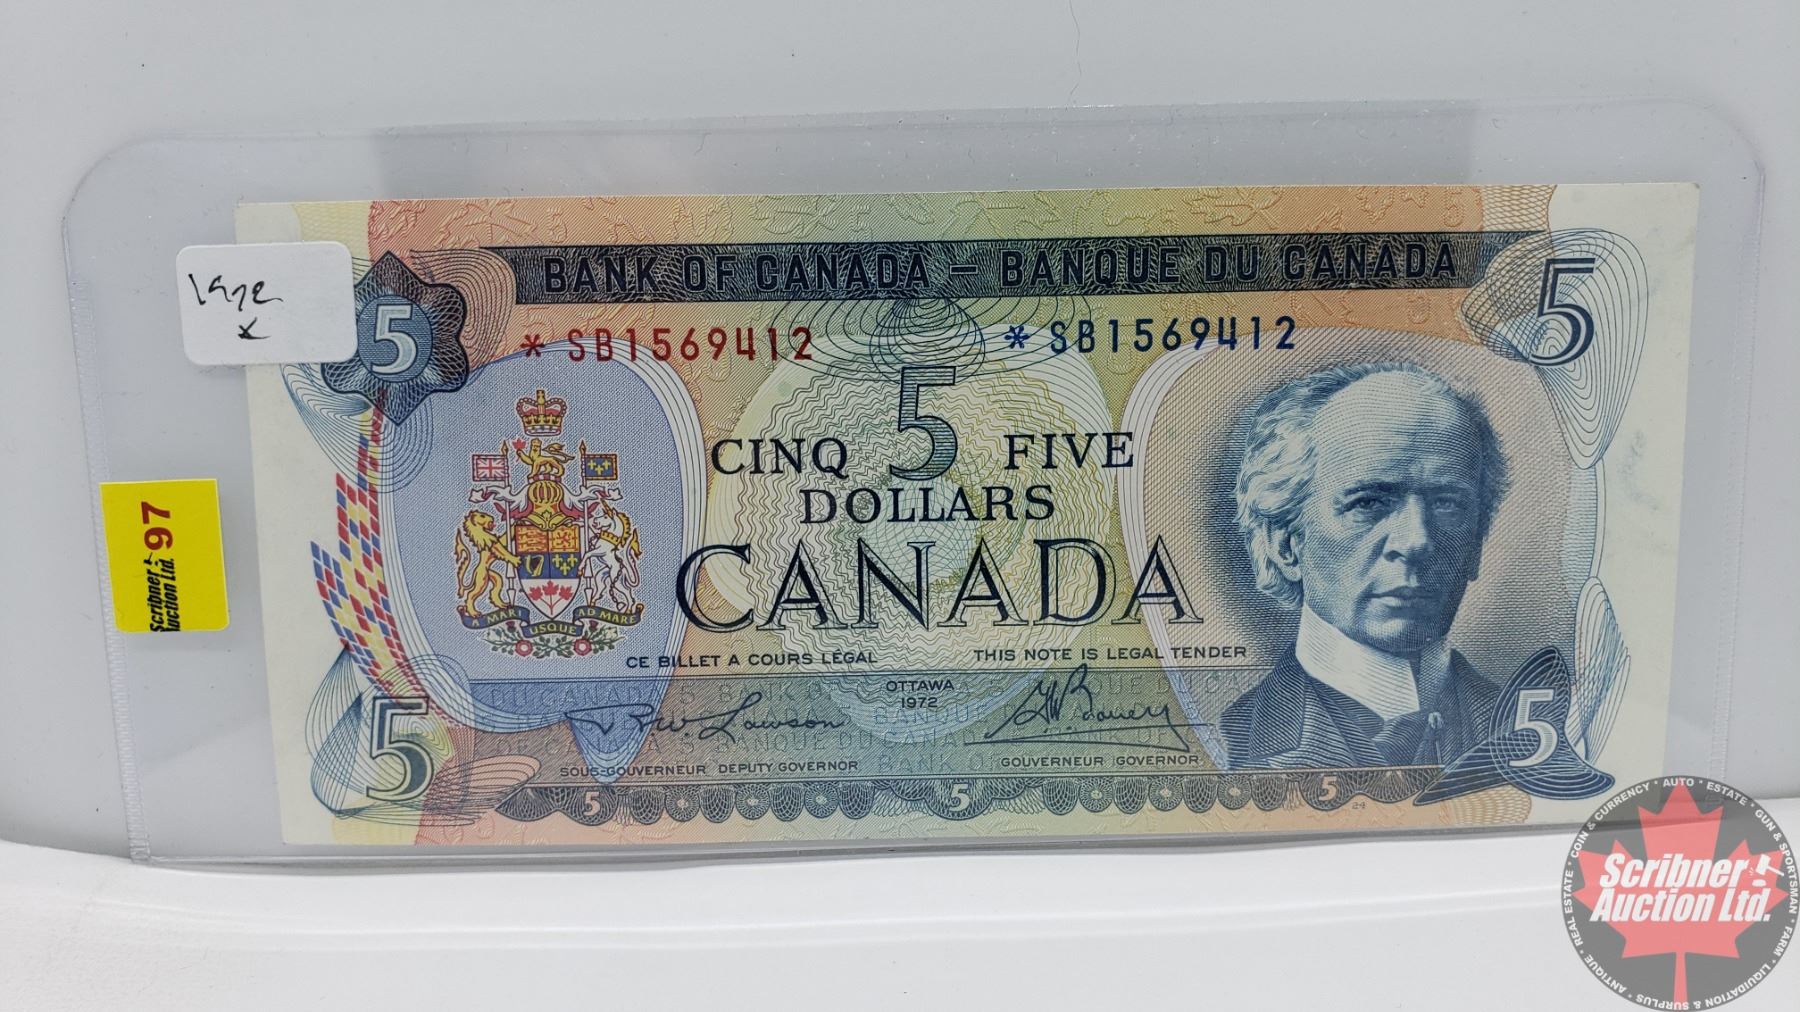 1972
*
5
BANK OF CANADA – BANQUE DU CANADA
5
*SB1569412
*SB1569412
5
CINQ FIVE
DOLLARS
CANADA
A MARI USQUE AD MARE
CE BILLET A COURS LÉGAL
THIS NOTE IS LEGAL TENDER
OTTAWA
1972
R.W. Lawson
G.K. Bouey
SOUS-GOUVERNEUR DEPUTY GOVERNOR
GOUVERNEUR GOVERNOR
5
5
5
5
5
24
Scribner
Auction Ltd.
97
Scribner
Auction Ltd.
COIN & CURRENCY • AUTO • ESTATE • GUN & SPORTSMAN • FARM • LIQUIDATION & SURPLUS • ANTIQUE • REAL ESTATE •